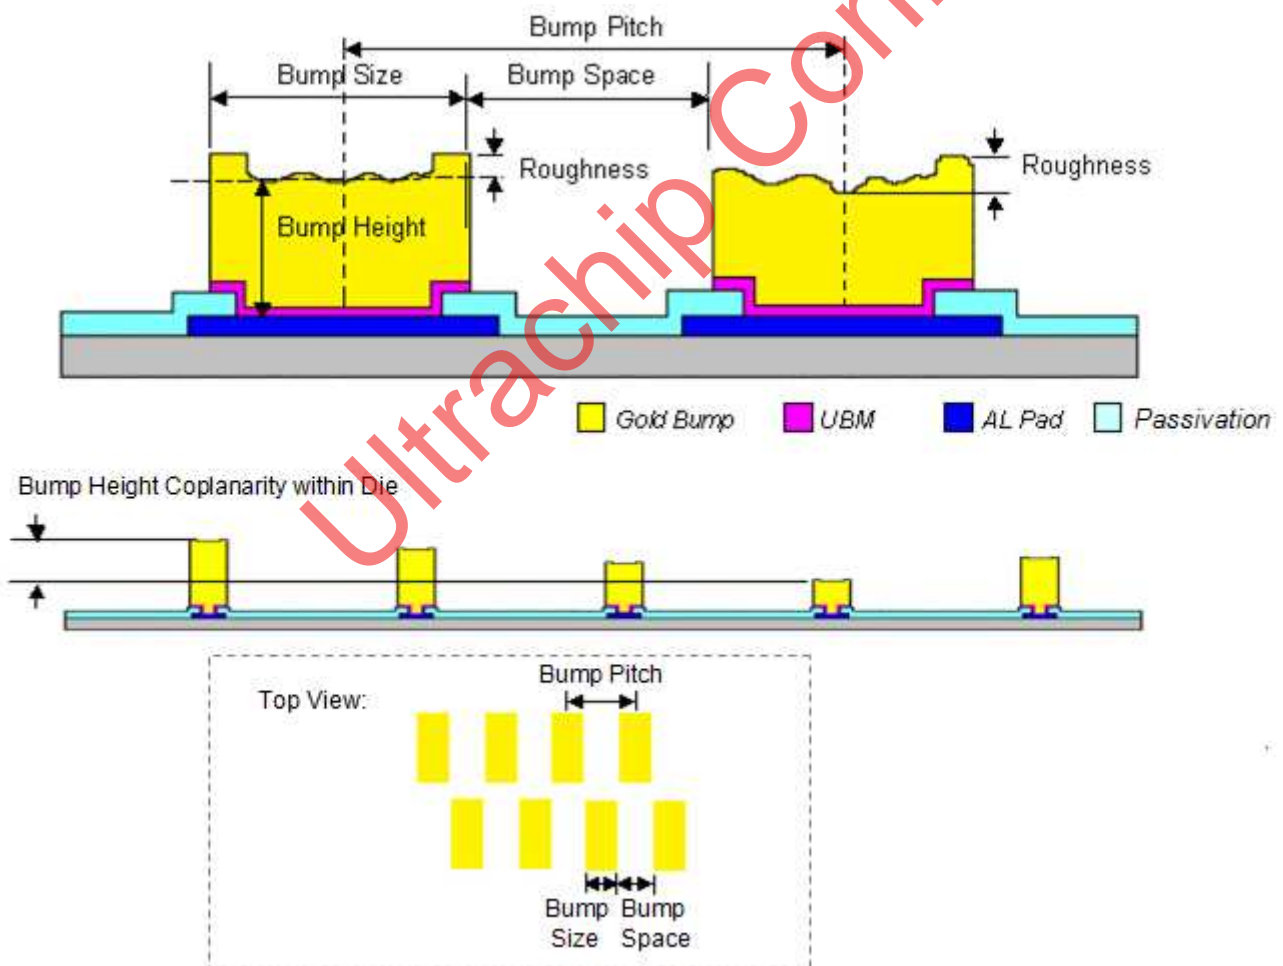 Bump Pitch
Bump Size
Bump Space
Roughness
Roughness
Bump Height
Gold Bump
UBM
AL Pad
Passivation
Bump Height Coplanarity within Die
Top View:
Bump Pitch
Bump
Size
Bump
Space
Ultrachip